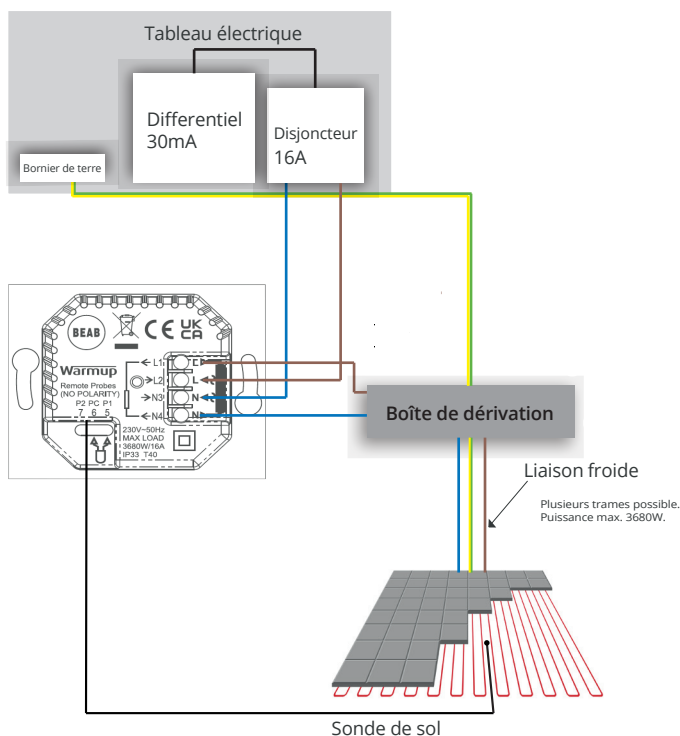 Tableau électrique
Differentiel
30mA
Disjoncteur
16A
Bornier de terre
BEAB
CE UK
CA
Warmup
Remote Probes
(NO POLARITY)
P2 PC P1
7 6 5
L1
L2
N3
N4
L
L
N
N
230V~50Hz
MAX LOAD
3680W/16A
IP33 T40
Boîte de dérivation
Liaison froide
Plusieurs trames possible.
Puissance max. 3680W.
Sonde de sol